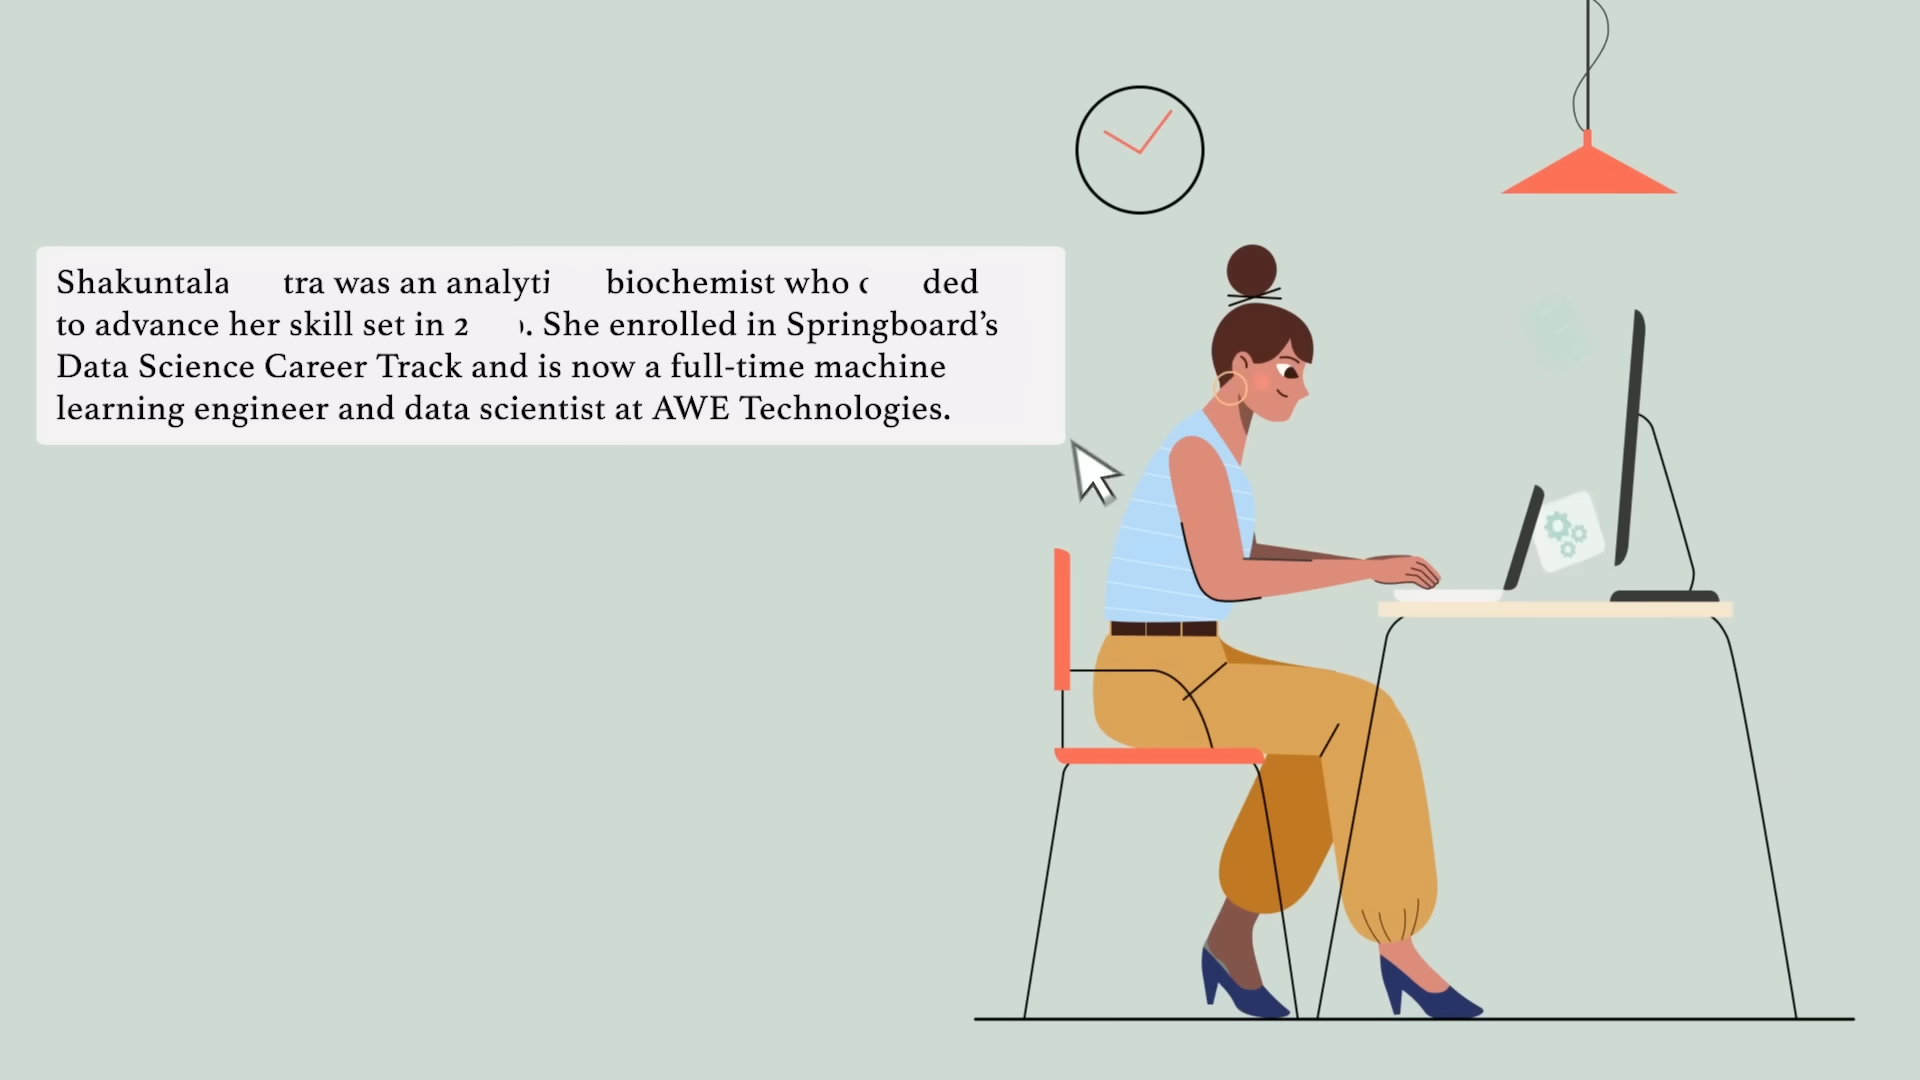 Shakuntala tra was an analyti biochemist who ded
to advance her skill set in 2 . She enrolled in Springboard’s
Data Science Career Track and is now a full-time machine
learning engineer and data scientist at AWE Technologies.